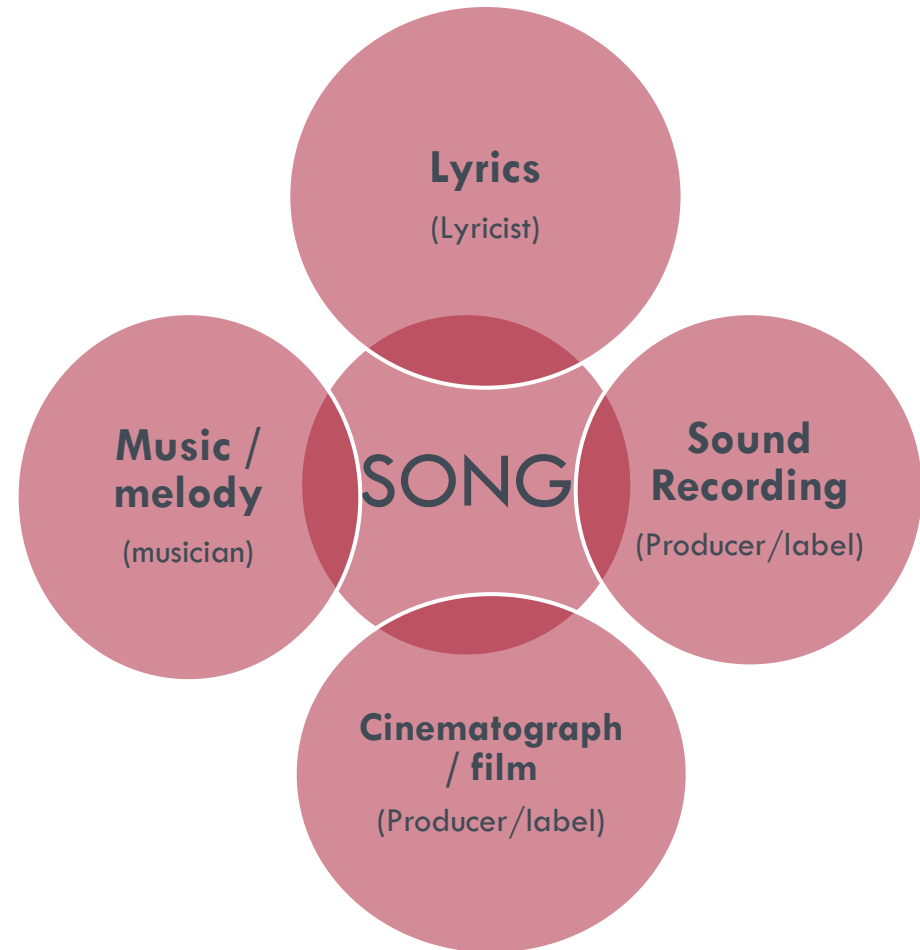 Lyrics
(Lyricist)
Music /
melody
(musician)
SONG
Sound
Recording
(Producer/label)
Cinematograph
/ film
(Producer/label)